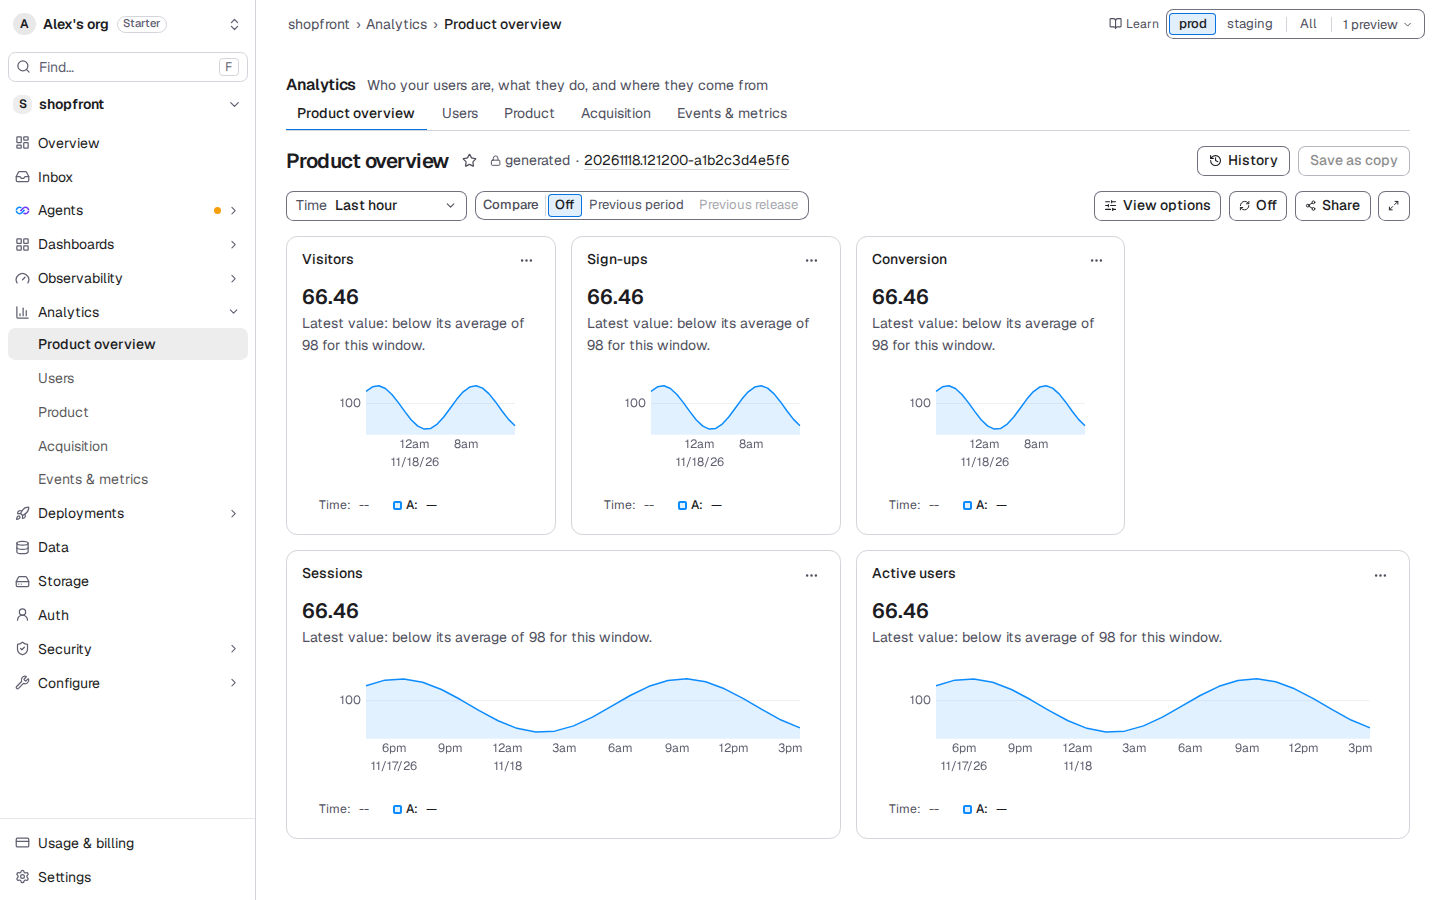 A Alex's org Starter
Find... F
S shopfront
Overview
Inbox
Agents
Dashboards
Observability
Analytics
Product overview
Users
Product
Acquisition
Events & metrics
Deployments
Data
Storage
Auth
Security
Configure
Usage & billing
Settings
shopfront › Analytics › Product overview
Learn prod staging All 1 preview
Analytics Who your users are, what they do, and where they come from
Product overview Users Product Acquisition Events & metrics
Product overview generated · 20261118.121200-a1b2c3d4e5f6
History Save as copy
Time Last hour Compare Off Previous period Previous release
View options Off Share
Visitors
66.46
Latest value: below its average of
98 for this window.
100
12am 8am
11/18/26
Time: -- A: —
Sign-ups
66.46
Latest value: below its average of
98 for this window.
100
12am 8am
11/18/26
Time: -- A: —
Conversion
66.46
Latest value: below its average of
98 for this window.
100
12am 8am
11/18/26
Time: -- A: —
Sessions
66.46
Latest value: below its average of 98 for this window.
100
6pm 9pm 12am 3am 6am 9am 12pm 3pm
11/17/26 11/18
Time: -- A: —
Active users
66.46
Latest value: below its average of 98 for this window.
100
6pm 9pm 12am 3am 6am 9am 12pm 3pm
11/17/26 11/18
Time: -- A: —